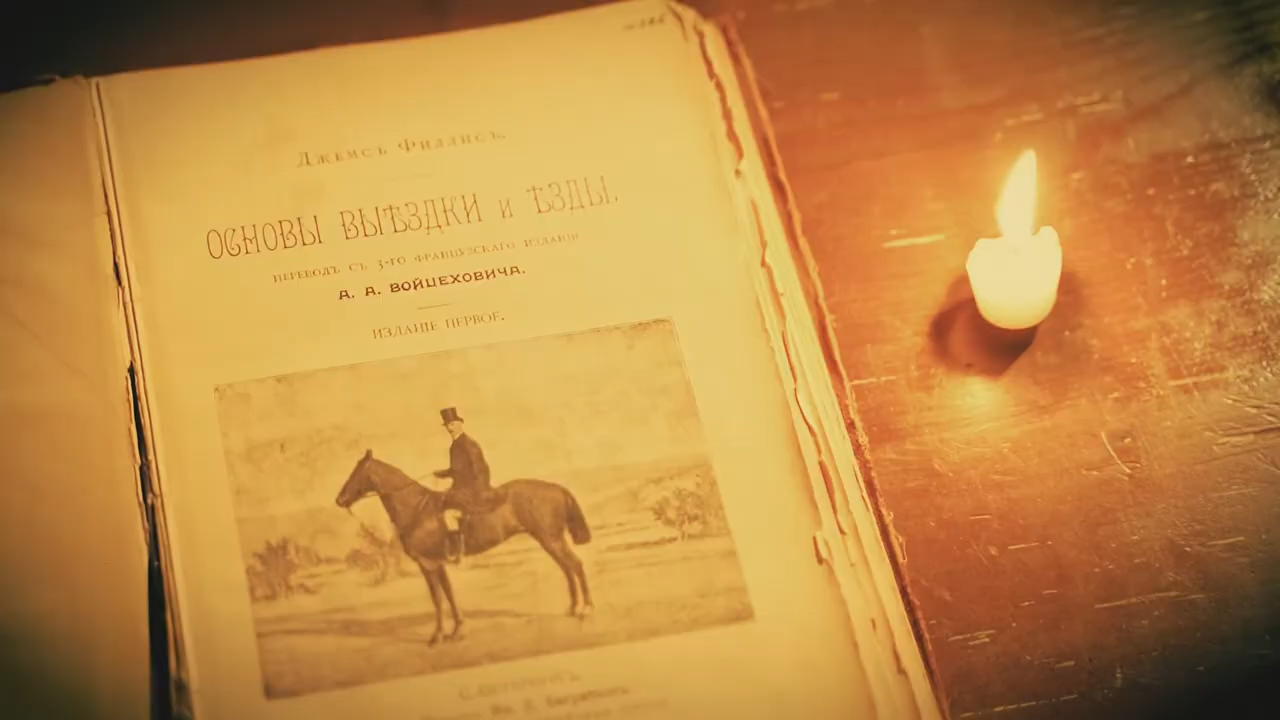 Джемсъ Филлисъ.
ОСНОВЫ ВЫѢЗДКИ и ѢЗДЫ.
ПЕРЕВОДЪ СЪ 3-ГО ФРАНЦУЗСКАГО ИЗДАНІЯ
А. А. ВОЙЦЕХОВИЧА.
ИЗДАНІЕ ПЕРВОЕ.